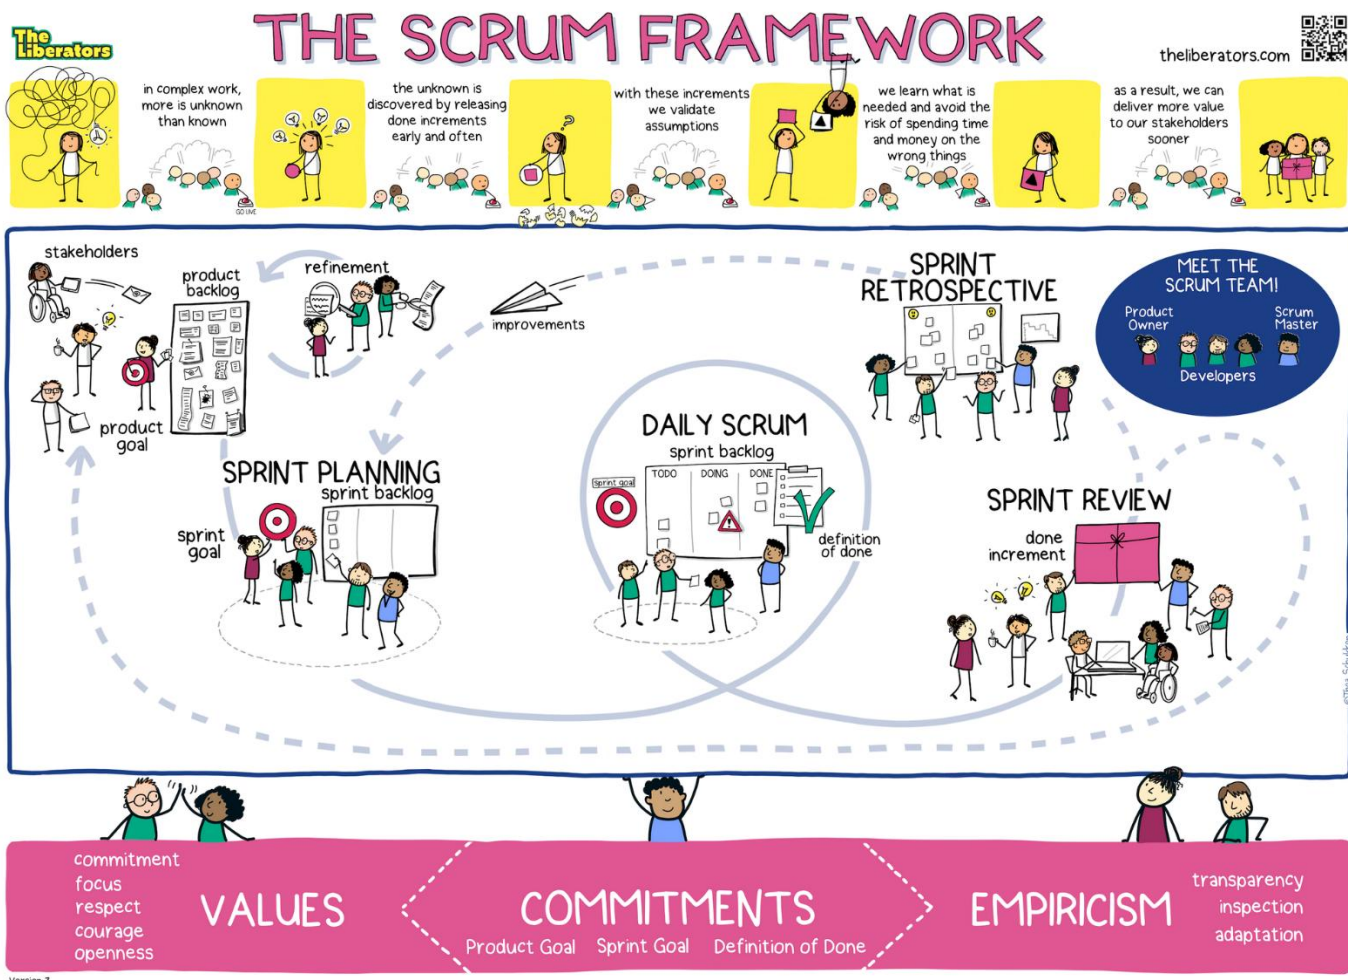 The
Liberators
THE SCRUM FRAMEWORK
theliberators.com
in complex work,
more is unknown
than known
GO LIVE
the unknown is
discovered by releasing
done increments
early and often
?
with these increments
we validate
assumptions
we learn what is
needed and avoid the
risk of spending time
and money on the
wrong things
as a result, we can
deliver more value
to our stakeholders
sooner
stakeholders
product
backlog
refinement
product
goal
improvements
SPRINT
RETROSPECTIVE
MEET THE
SCRUM TEAM!
Product
Owner
Scrum
Master
Developers
SPRINT PLANNING
sprint backlog
sprint
goal
DAILY SCRUM
sprint backlog
Sprint goal
TODO DOING DONE
definition
of done
SPRINT REVIEW
done
increment
commitment
focus
respect
courage
openness
VALUES
COMMITMENTS
Product Goal Sprint Goal Definition of Done
EMPIRICISM
transparency
inspection
adaptation